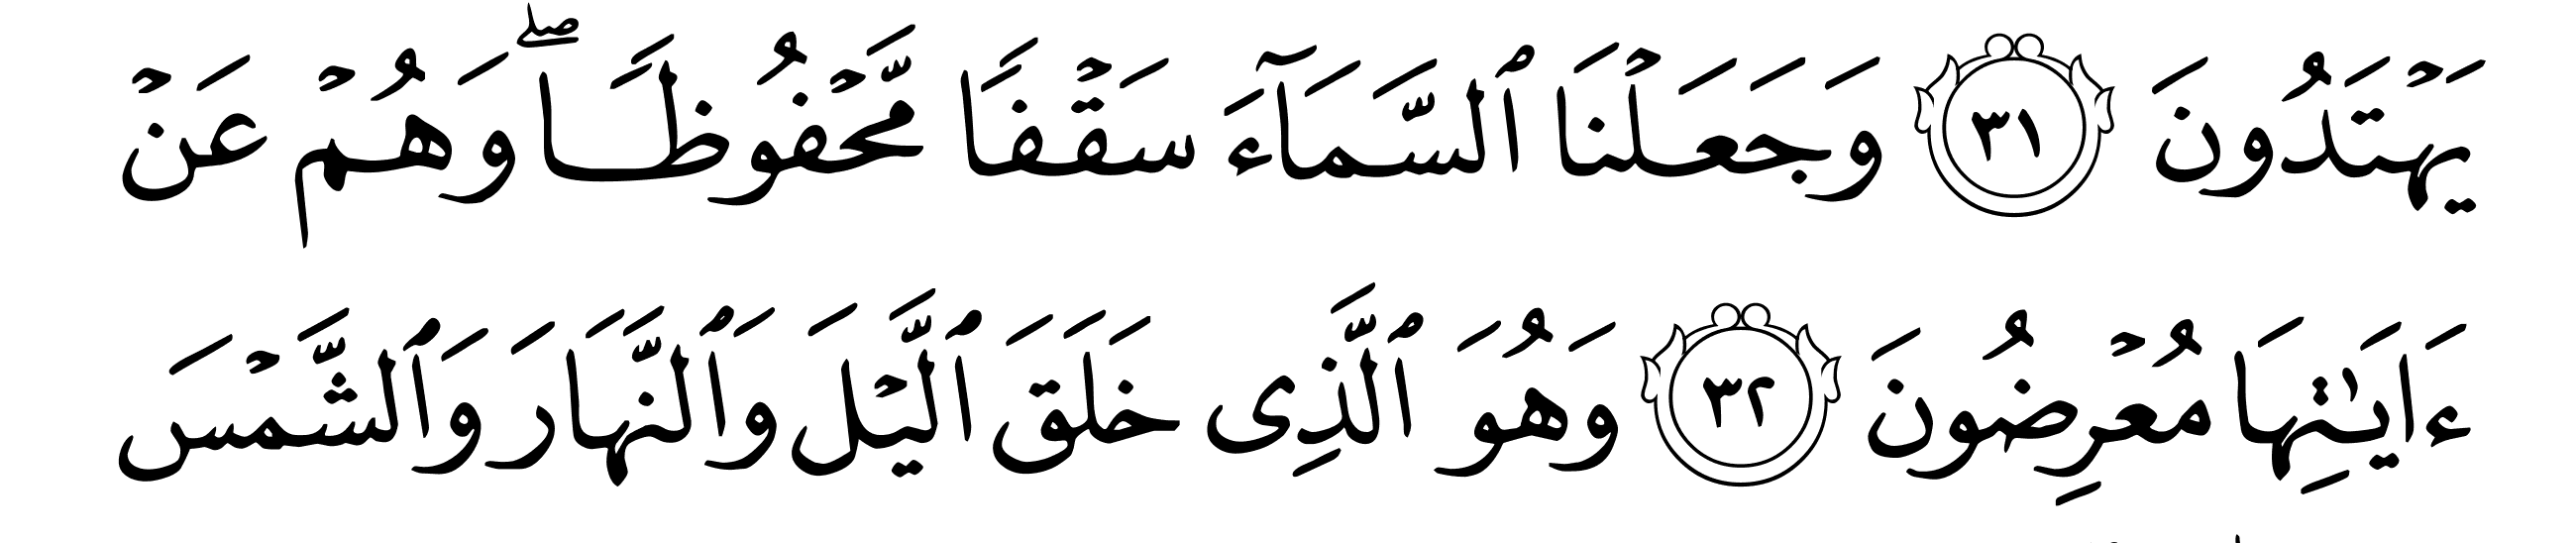 يَهۡتَدُونَ ٣١ وَجَعَلۡنَا ٱلسَّمَآءَ سَقۡفٗا مَّحۡفُوظٗاۖ وَهُمۡ عَنۡ
ءَايَٰتِهَا مُعۡرِضُونَ ٣٢ وَهُوَ ٱلَّذِي خَلَقَ ٱلَّيۡلَ وَٱلنَّهَارَ وَٱلشَّمۡسَ